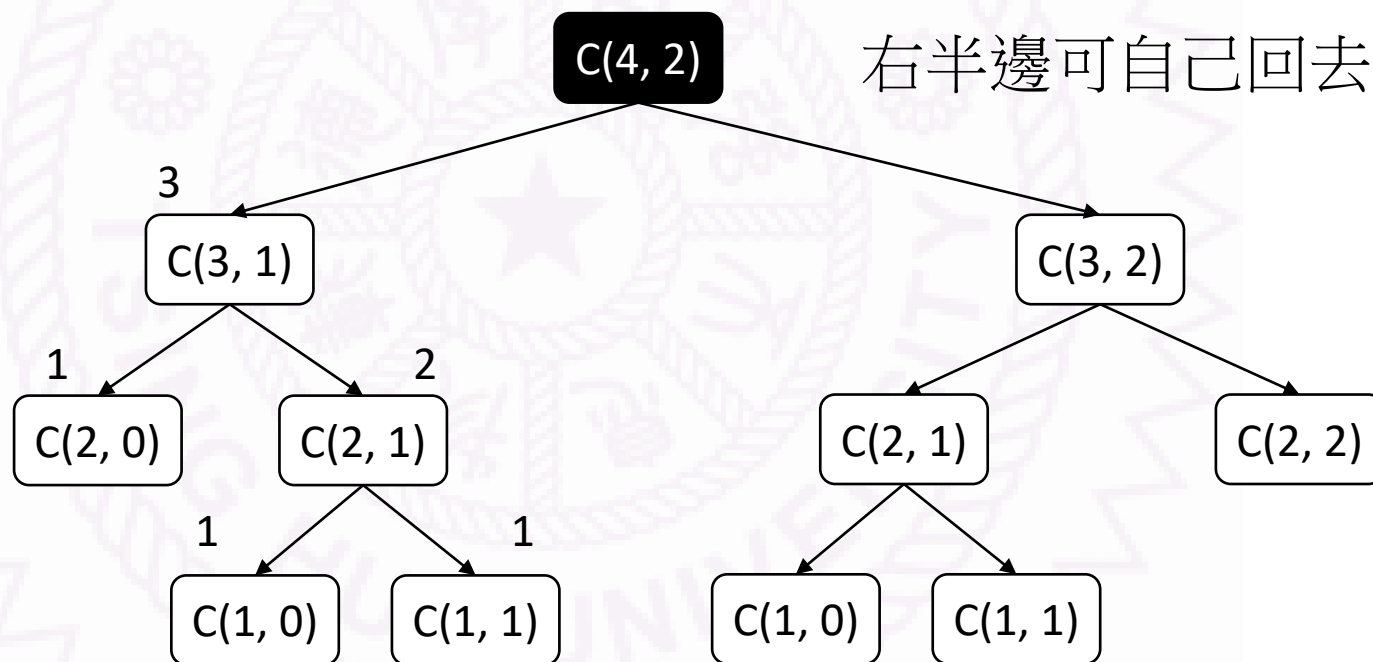 C(4, 2)
右半邊可自己回去
3
C(3, 1)
C(3, 2)
1
2
C(2, 0)
C(2, 1)
C(2, 1)
C(2, 2)
1
1
C(1, 0)
C(1, 1)
C(1, 0)
C(1, 1)